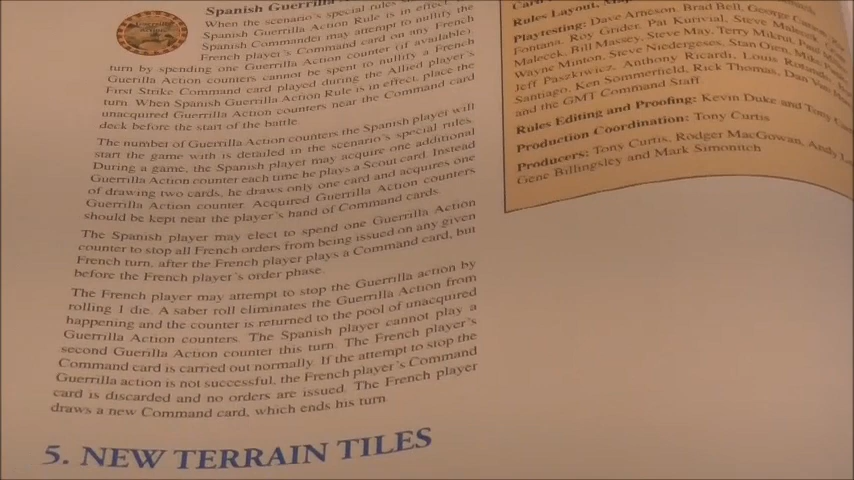 Spanish Guerrilla
When the scenario's special rules
Spanish Guerrilla Action Rule is in effect,
Spanish Commander may attempt to nullify the
French player's Command card on any French
turn by spending one Guerrilla Action counter (if available).
Guerrilla Action counters cannot be spent to nullify a French
First Strike Command card played during the Allied player's
turn. When Spanish Guerrilla Action Rule is in effect, place the
unacquired Guerrilla Action counters near the Command card
deck before the start of the battle.
The number of Guerrilla Action counters the Spanish player will
start the game with is detailed in the scenario's special rules.
During a game, the Spanish player may acquire one additional
Guerrilla Action counter each time he plays a Scout card. Instead
of drawing two cards, he draws only one card and acquires one
Guerrilla Action counter. Acquired Guerrilla Action counters
should be kept near the player's hand of Command cards.
The Spanish player may elect to spend one Guerrilla Action
counter to stop all French orders from being issued on any given
French turn, after the French player plays a Command card, but
before the French player's order phase.
The French player may attempt to stop the Guerrilla action by
rolling 1 die. A saber roll eliminates the Guerrilla Action from
happening and the counter is returned to the pool of unacquired
Guerrilla Action counters. The Spanish player cannot play a
second Guerilla Action counter this turn. The French player's
Command card is carried out normally. If the attempt to stop the
Guerrilla action is not successful, the French player's Command
card is discarded and no orders are issued. The French player
draws a new Command card, which ends his turn.
5. NEW TERRAIN TILES
Rules Layout,
Playtesting: Dave Arneson, Brad Bell, George
Fontana, Roy Grider, Pat Kurivial, Steve
Malecek, Bill Massey, Steve May, Terry Mikrut,
Wayne Minton, Steve Niedergeses, Stan Oien, Mike
Jeff Paszkiwicz, Anthony Ricardi, Louis
Santiago, Ken Sommerfield, Rick Thomas, Dan
and the GMT Command Staff.
Rules Editing and Proofing: Kevin Duke and Tony
Production Coordination: Tony Curtis
Producers: Tony Curtis, Rodger MacGowan, Andy
Gene Billingsley and Mark Simonitch